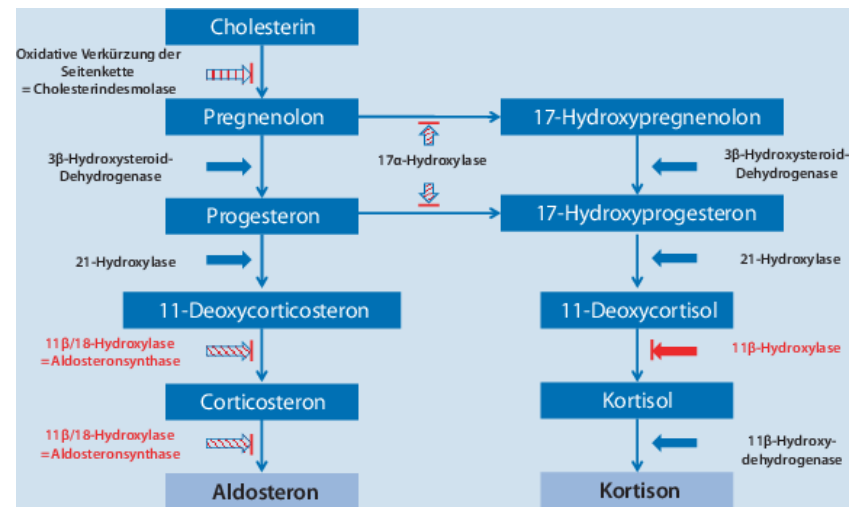 Cholesterin
Oxidative Verkürzung der
Seitenkette
= Cholesterindesmolase
Pregnenolon
17-Hydroxypregnenolon
3β-Hydroxysteroid-
Dehydrogenase
17α-Hydroxylase
3β-Hydroxysteroid-
Dehydrogenase
Progesteron
17-Hydroxyprogesteron
21-Hydroxylase
21-Hydroxylase
11-Deoxycorticosteron
11-Deoxycortisol
11β/18-Hydroxylase
=Aldosteronsynthase
11β-Hydroxylase
Corticosteron
Kortisol
11β/18-Hydroxylase
=Aldosteronsynthase
11β-Hydroxy-
dehydrogenase
Aldosteron
Kortison